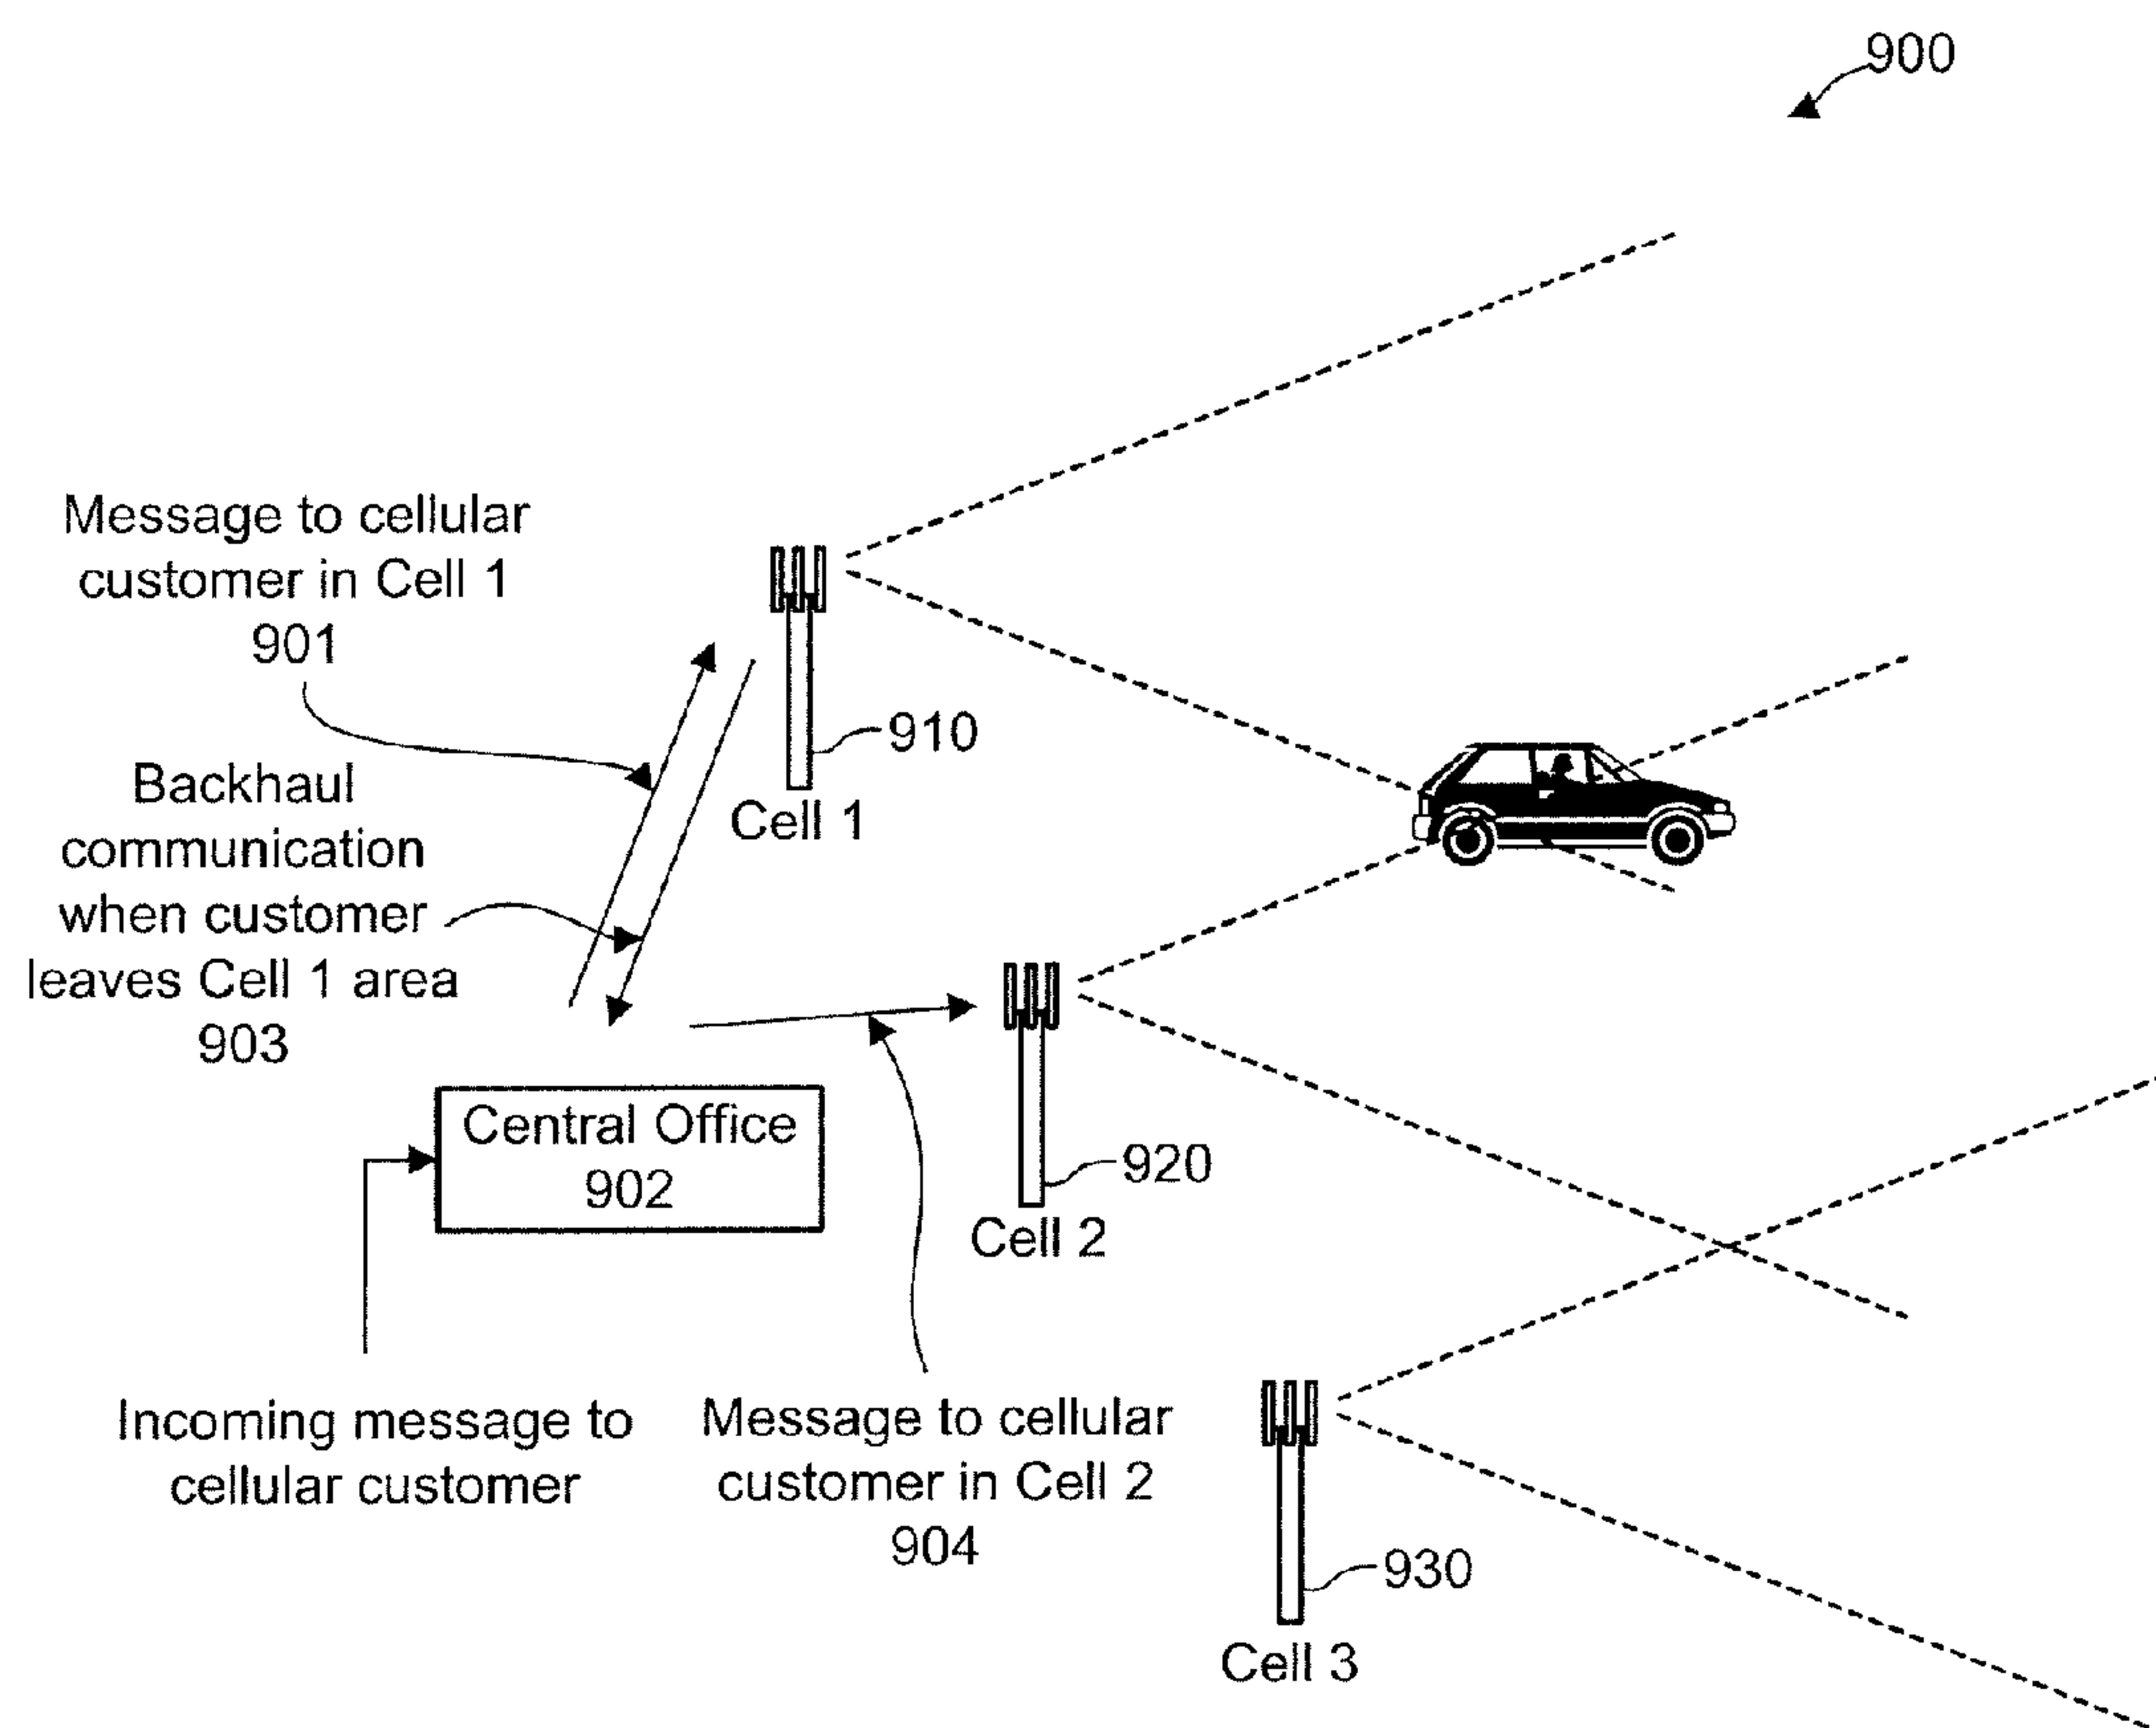 900
Message to cellular
customer in Cell 1
901
910
Cell 1
Backhaul
communication
when customer
leaves Cell 1 area
903
Central Office
902
920
Cell 2
Incoming message to
cellular customer
Message to cellular
customer in Cell 2
904
930
Cell 3